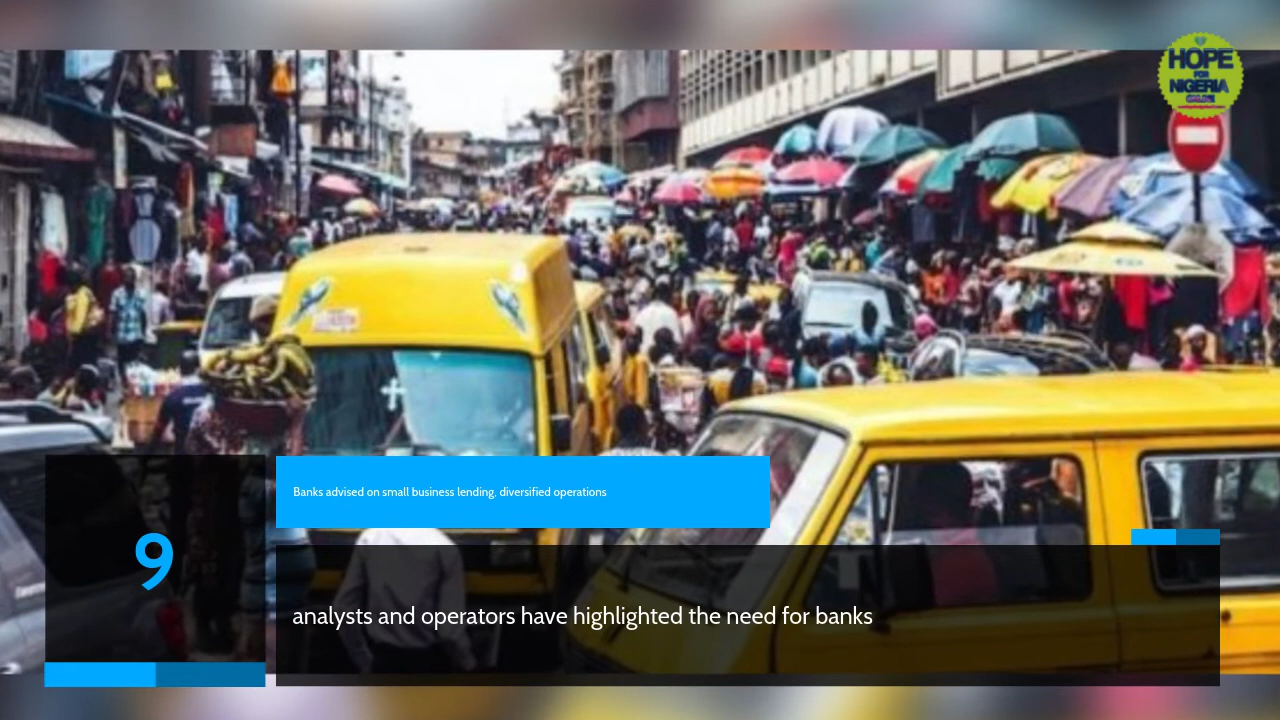 HOPE
FOR
NIGERIA
9
Banks advised on small business lending, diversified operations
analysts and operators have highlighted the need for banks